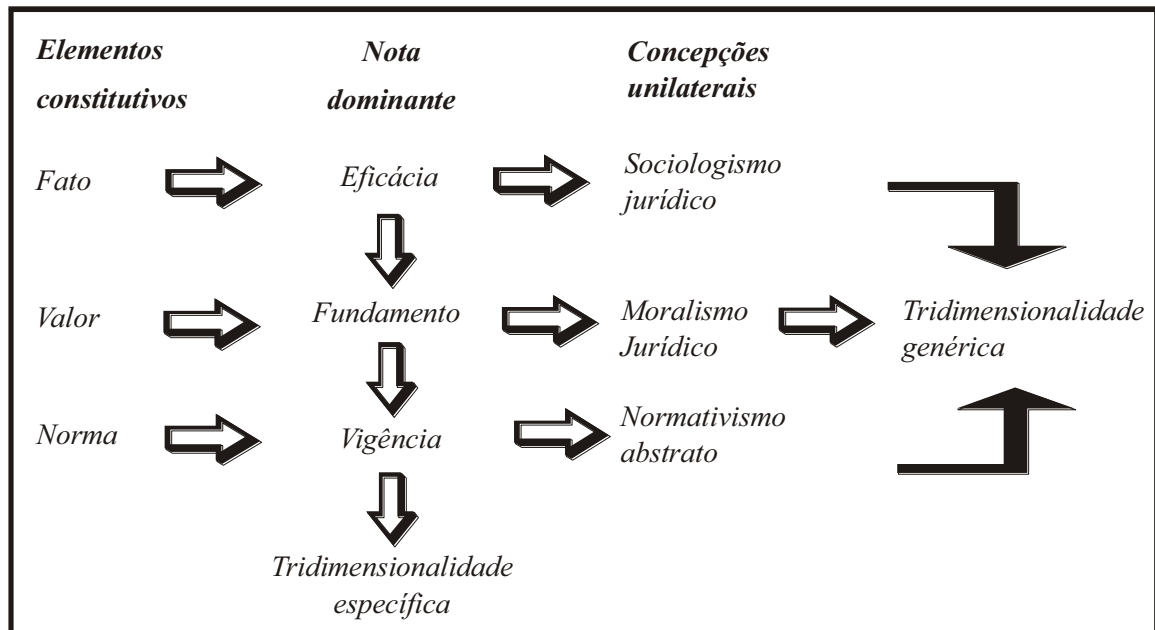 Elementos
constitutivos
Nota
dominante
Concepções
unilaterais
Fato
Eficácia
Sociologismo
jurídico
Valor
Fundamento
Moralismo
Jurídico
Tridimensionalidade
genérica
Norma
Vigência
Normativismo
abstrato
Tridimensionalidade
específica